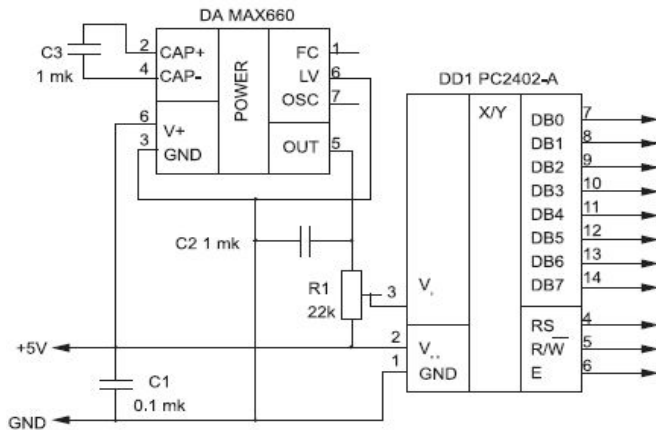 DA MAX660
C3
1 mk
2
CAP+
4
CAP-
6
V+
3
GND
POWER
FC
1
LV
6
OSC
7
OUT
5
DD1 PC2402-A
X/Y
DB0
7
DB1
8
DB2
9
DB3
10
DB4
11
DB5
12
DB6
13
DB7
14
C2 1 mk
R1
22k
3
V.
RS
4
R/W
5
E
6
+5V
2
V..
1
GND
C1
0.1 mk
GND